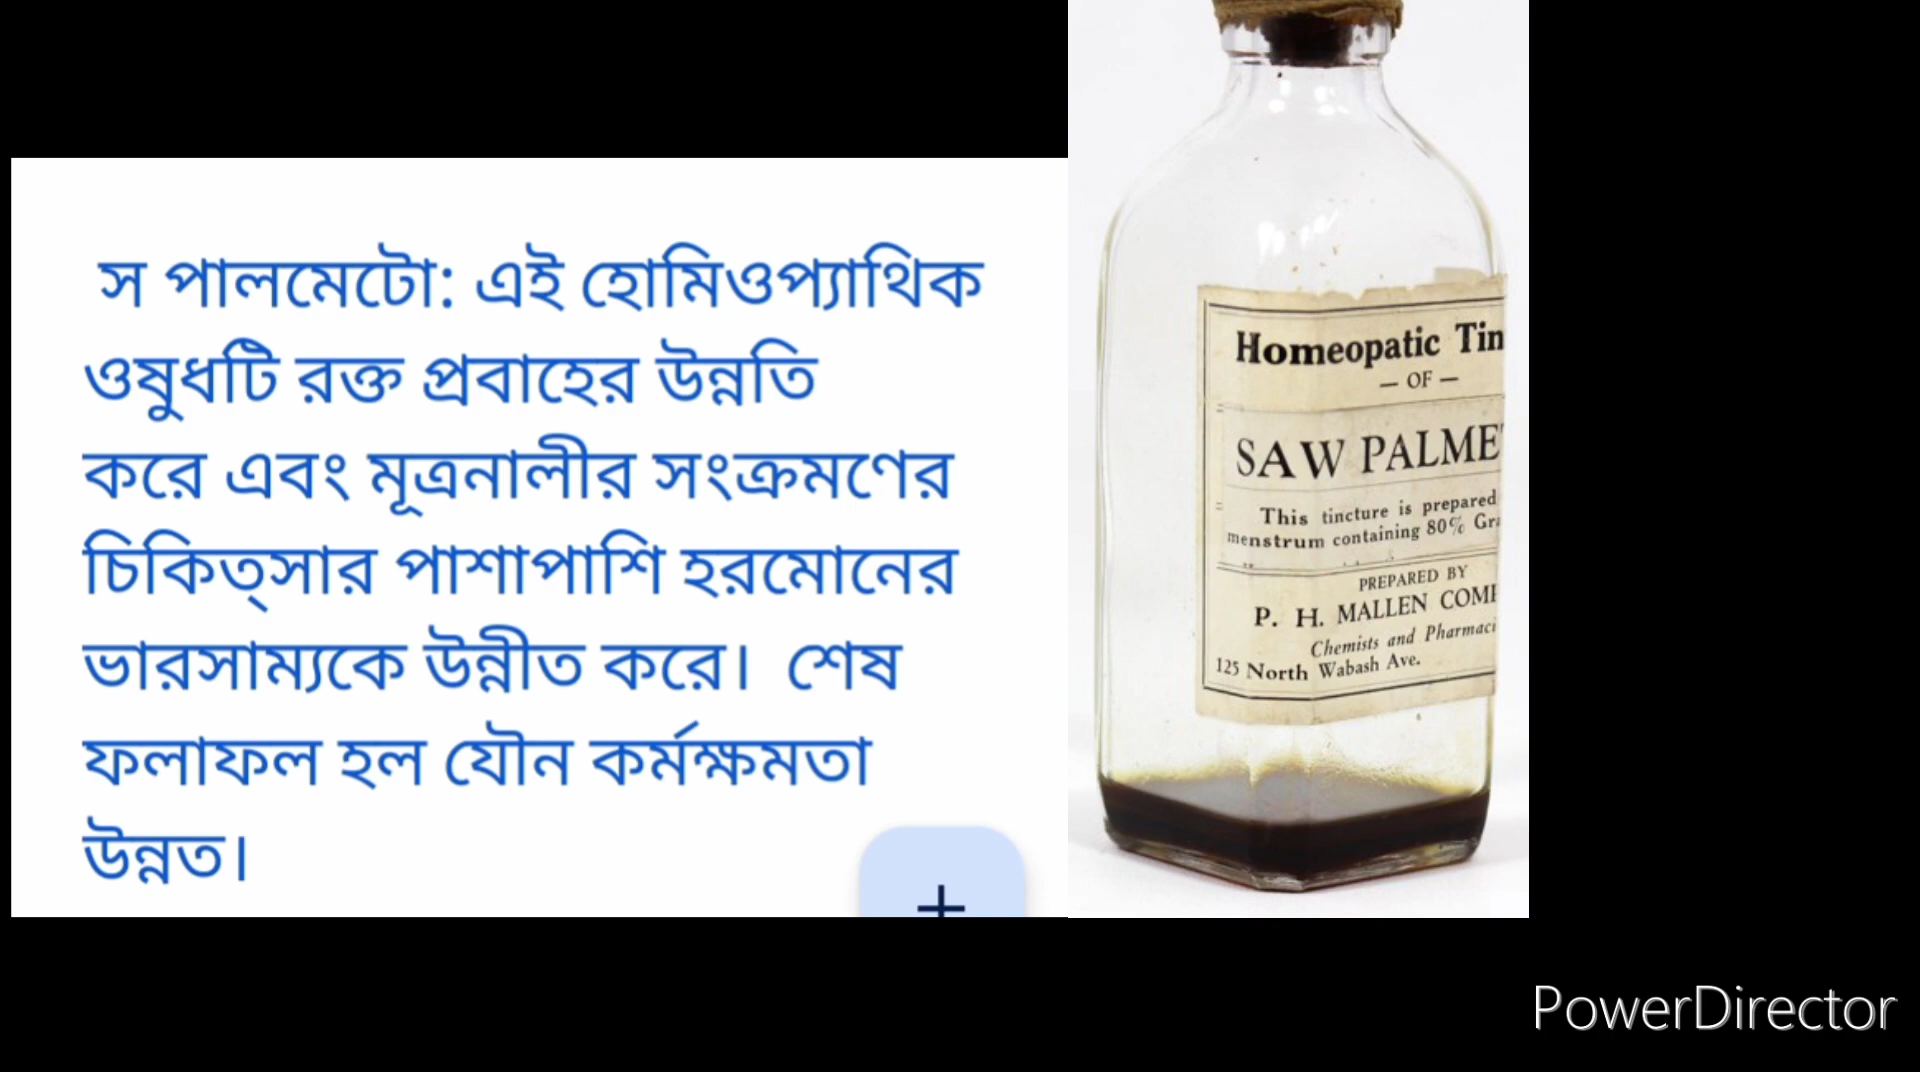 স পালমেটো: এই হোমিওপ্যাথিক
ওষুধটি রক্ত প্রবাহের উন্নতি
করে এবং মূত্রনালীর সংক্রমণের
চিকিত্সার পাশাপাশি হরমোনের
ভারসাম্যকে উন্নীত করে। শেষ
ফলাফল হল যৌন কর্মক্ষমতা
উন্নত।
+
Homeopatic Tin
— OF —
SAW PALME
This tincture is prepared
menstrum containing 80% Gr
PREPARED BY
P. H. MALLEN COM
Chemists and Pharmaci
125 North Wabash Ave.
PowerDirector